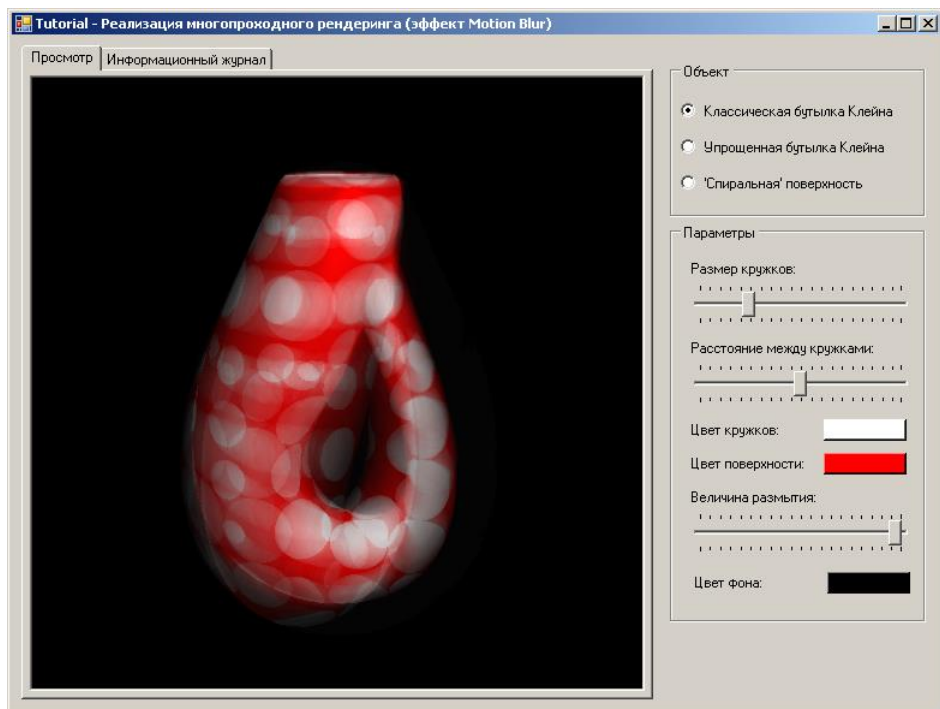 Tutorial - Реализация многопроходного рендеринга (эффект Motion Blur)
Просмотр
Информационный журнал
Объект
Классическая бутылка Клейна
Упрощенная бутылка Клейна
'Спиральная' поверхность
Параметры
Размер кружков:
Расстояние между кружками:
Цвет кружков:
Цвет поверхности:
Величина размытия:
Цвет фона: